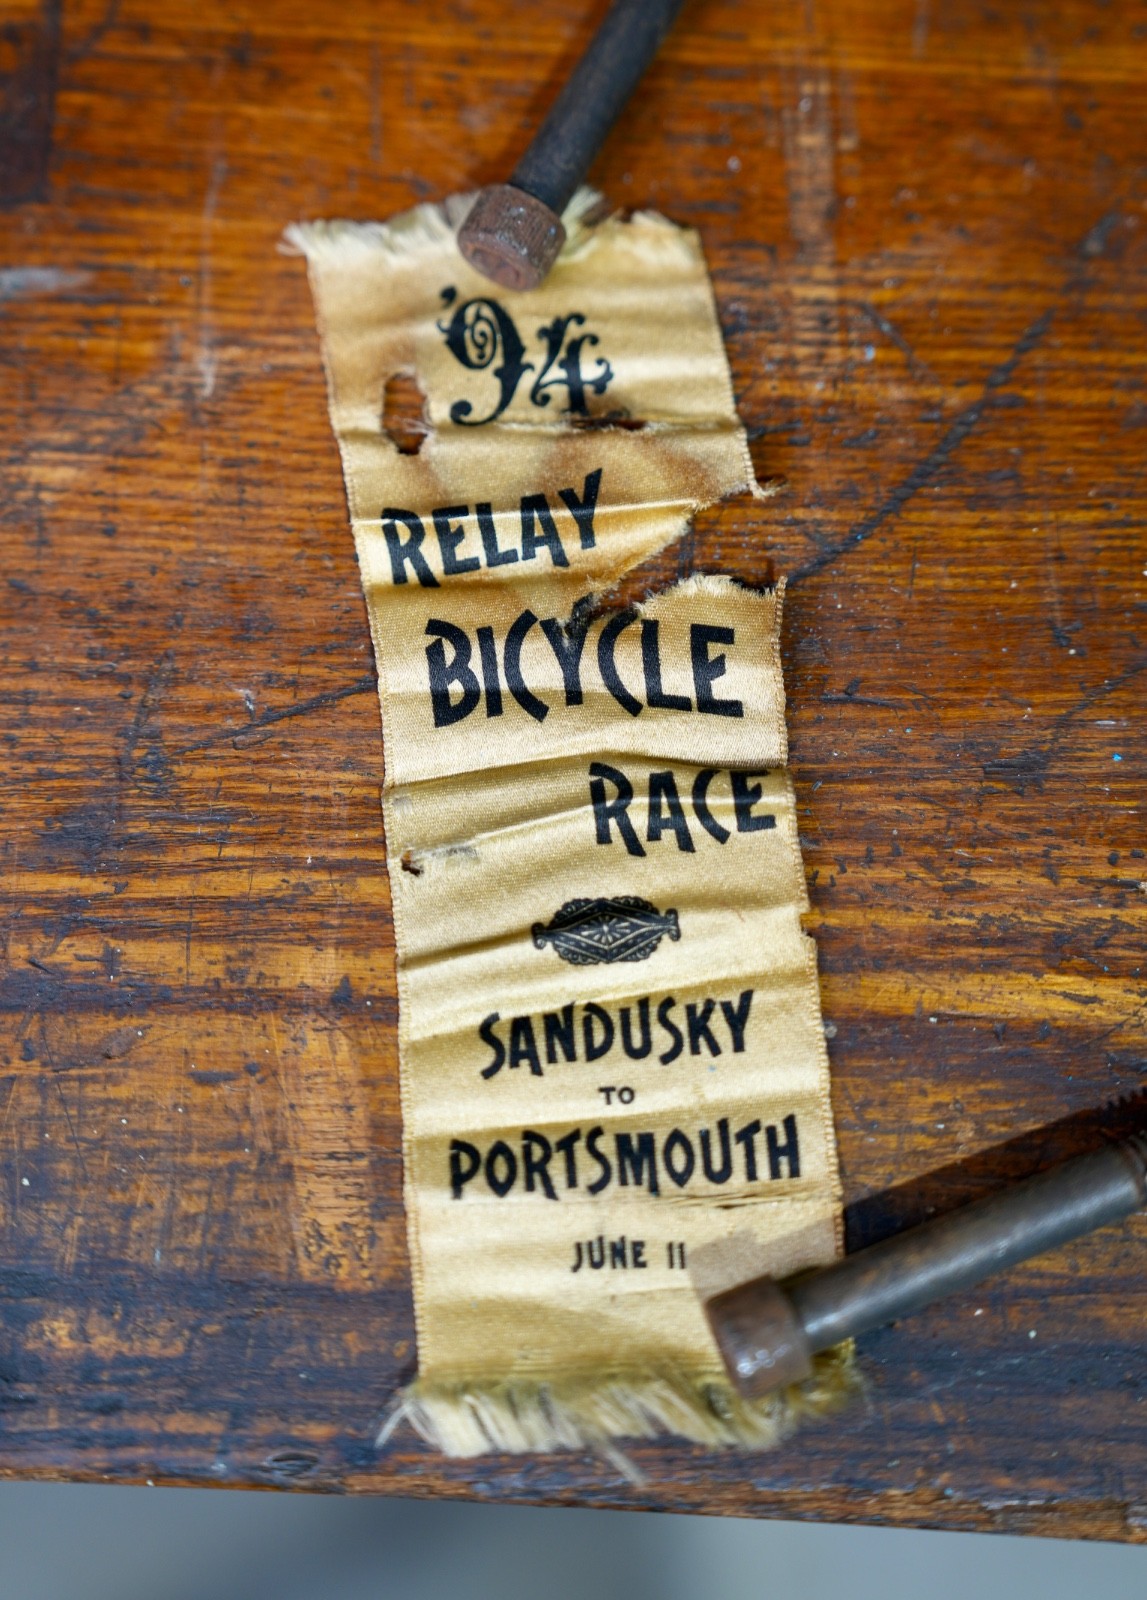 '94
RELAY
BICYCLE
RACE
SANDUSKY
TO
PORTSMOUTH
JUNE 11